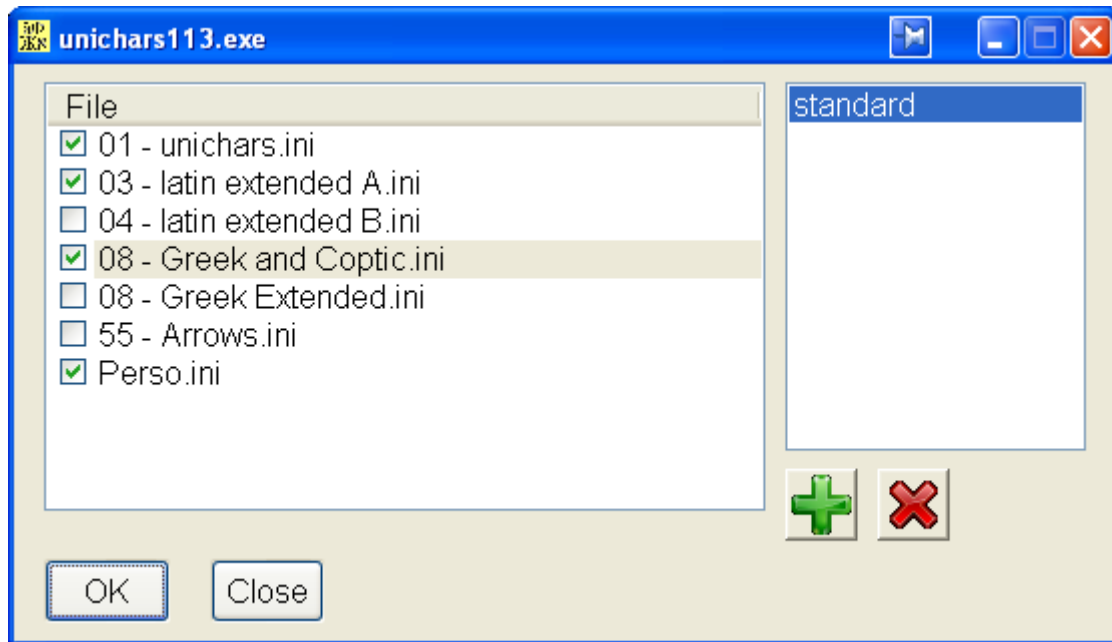 unichars113.exe
File
01 - unichars.ini
03 - latin extended A.ini
04 - latin extended B.ini
08 - Greek and Coptic.ini
08 - Greek Extended.ini
55 - Arrows.ini
Perso.ini
standard
OK
Close